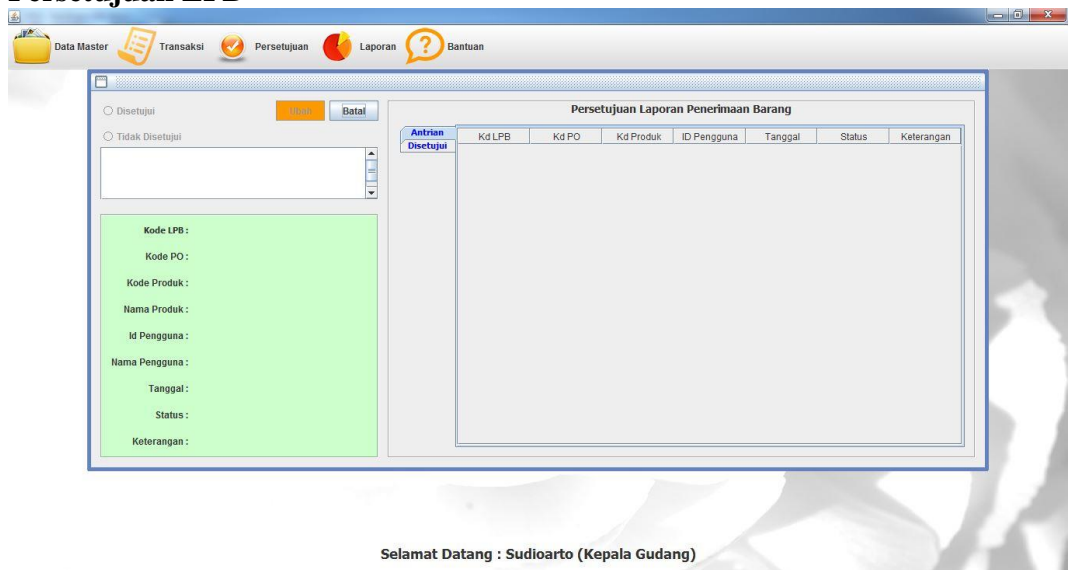 Persetujuan LPB
Data Master Transaksi Persetujuan Laporan ? Bantuan
Disetujui Ubah Batal
Tidak Disetujui
Persetujuan Laporan Penerimaan Barang
Antrian
Disetujui
Kd LPB Kd PO Kd Produk ID Pengguna Tanggal Status Keterangan
Kode LPB :
Kode PO :
Kode Produk :
Nama Produk :
Id Pengguna :
Nama Pengguna :
Tanggal :
Status :
Keterangan :
Selamat Datang : Sudioarto (Kepala Gudang)